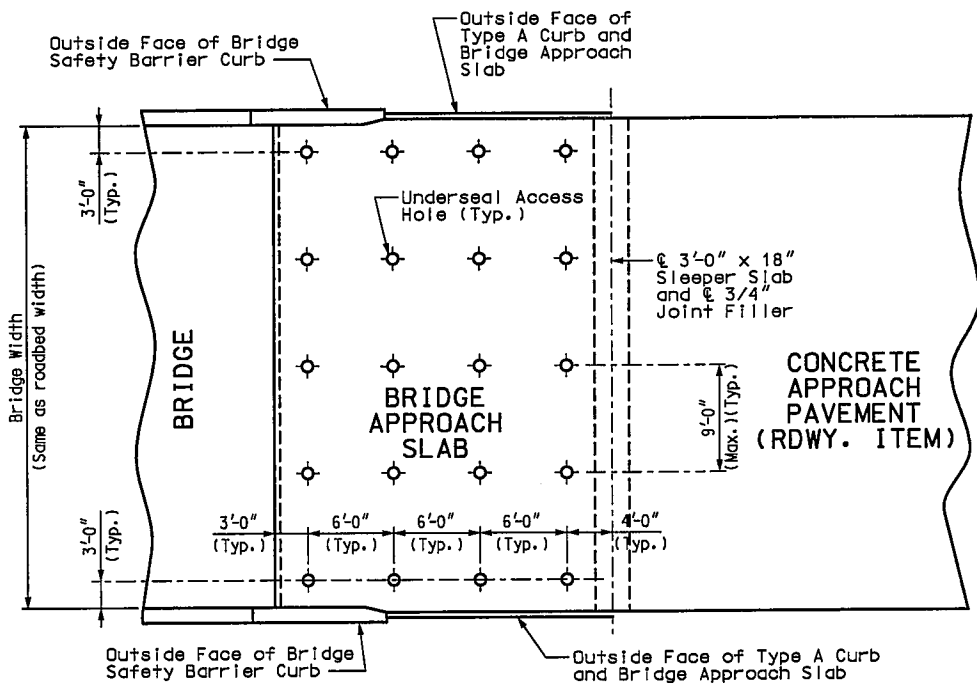 Outside Face of Bridge
Safety Barrier Curb
Outside Face of
Type A Curb and
Bridge Approach
Slab
3'-0"
(Typ.)
Underseal Access
Hole (Typ.)
℄ 3'-0" x 18"
Sleeper Slab
and ℄ 3/4"
Joint Filler
Bridge Width
(Same as roadbed width)
BRIDGE
BRIDGE
APPROACH
SLAB
9'-0"
(Max.)(Typ.)
CONCRETE
APPROACH
PAVEMENT
(RDWY. ITEM)
3'-0"
(Typ.)
3'-0"
(Typ.)
6'-0"
(Typ.)
6'-0"
(Typ.)
6'-0"
(Typ.)
4'-0"
(Typ.)
Outside Face of Bridge
Safety Barrier Curb
Outside Face of Type A Curb
and Bridge Approach Slab